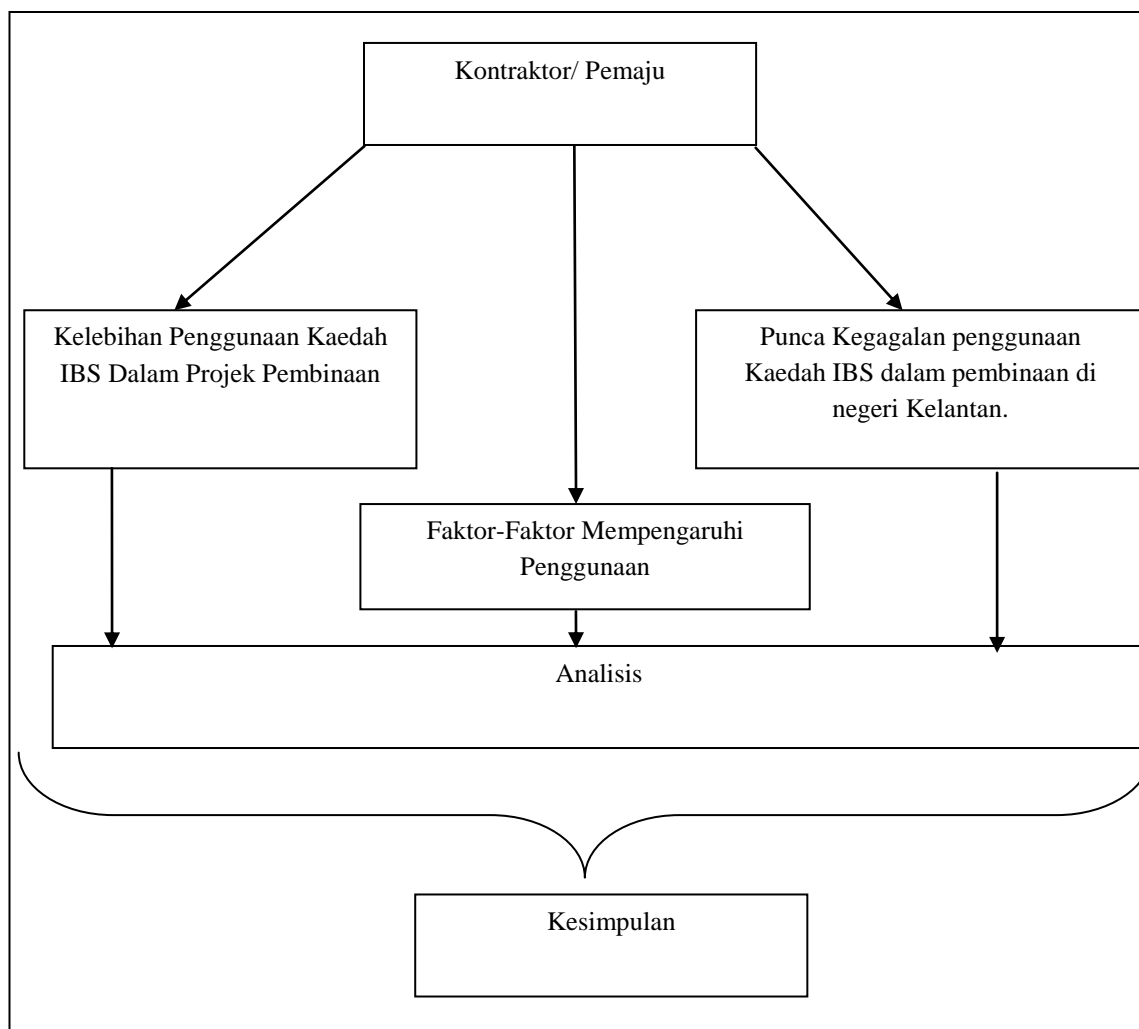 Kontraktor/ Pemaju
Kelebihan Penggunaan Kaedah
IBS Dalam Projek Pembinaan
Punca Kegagalan penggunaan
Kaedah IBS dalam pembinaan di
negeri Kelantan.
Faktor-Faktor Mempengaruhi
Penggunaan
Analisis
Kesimpulan